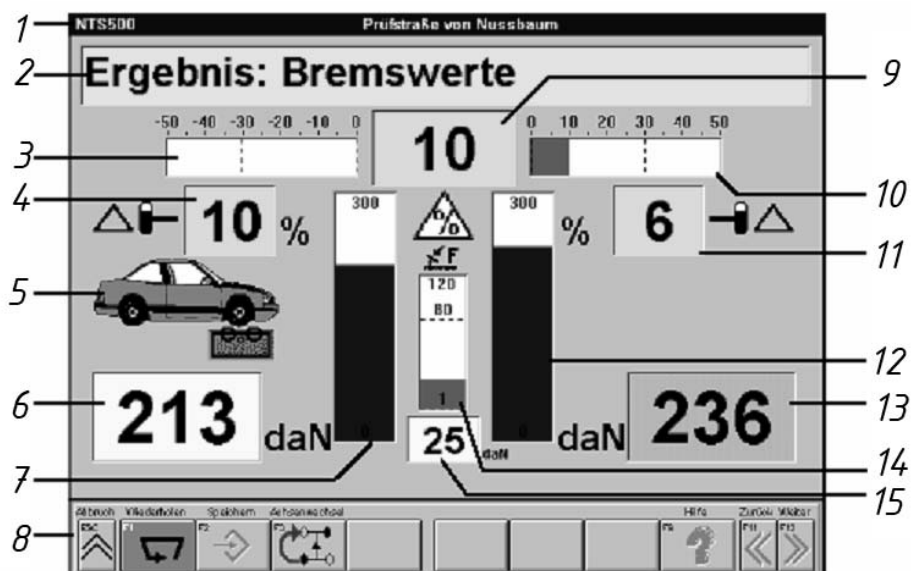 1 NTS500 Prüfstraße von Nussbaum
2 Ergebnis: Bremswerte 9
-50 -40 -30 -20 -10 0 10 0 10 20 30 40 50
3 10
4 10 % 300 % 300 % 6 11
F
5 120
80
6 213 daN 0 1 0 daN 236 12
13
7 25 daN 14
15
Abbruch Wiederholen Speichern Achsenwechsel Hilfe Zurück Weiter
8 ESC F1 F2 F3 F9 ? F11 F12